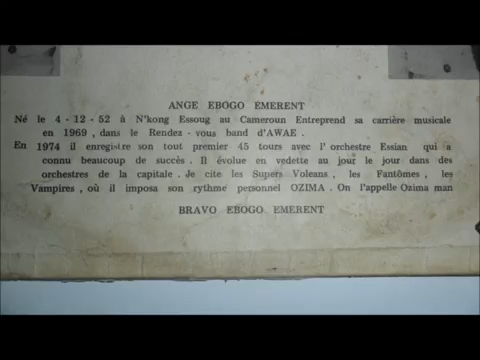 ANGE EBOGO EMERENT
Né le 4 - 12 - 52 à N'kong Essoug au Cameroun Entreprend sa carrière musicale
en 1969 , dans le Rendez - vous band d'AWAE .
En 1974 il enregistre son tout premier 45 tours avec l'orchestre Essian qui a
connu beaucoup de succès . Il évolue en vedette au jour le jour dans des
orchestres de la capitale . Je cite les Supers Voleans , les Fantômes , les
Vampires , où il imposa son rythme personnel OZIMA . On l'appelle Ozima man
BRAVO EBOGO EMERENT